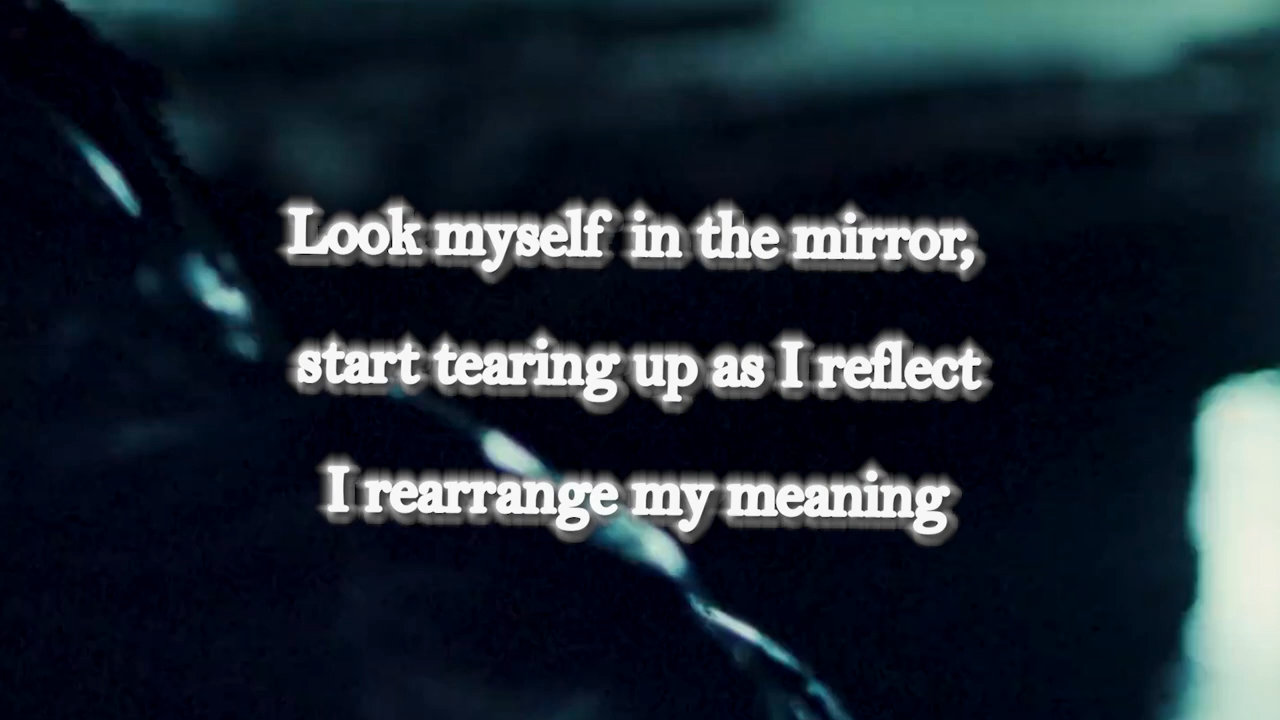 Look myself in the mirror,
start tearing up as I reflect
I rearrange my meaning